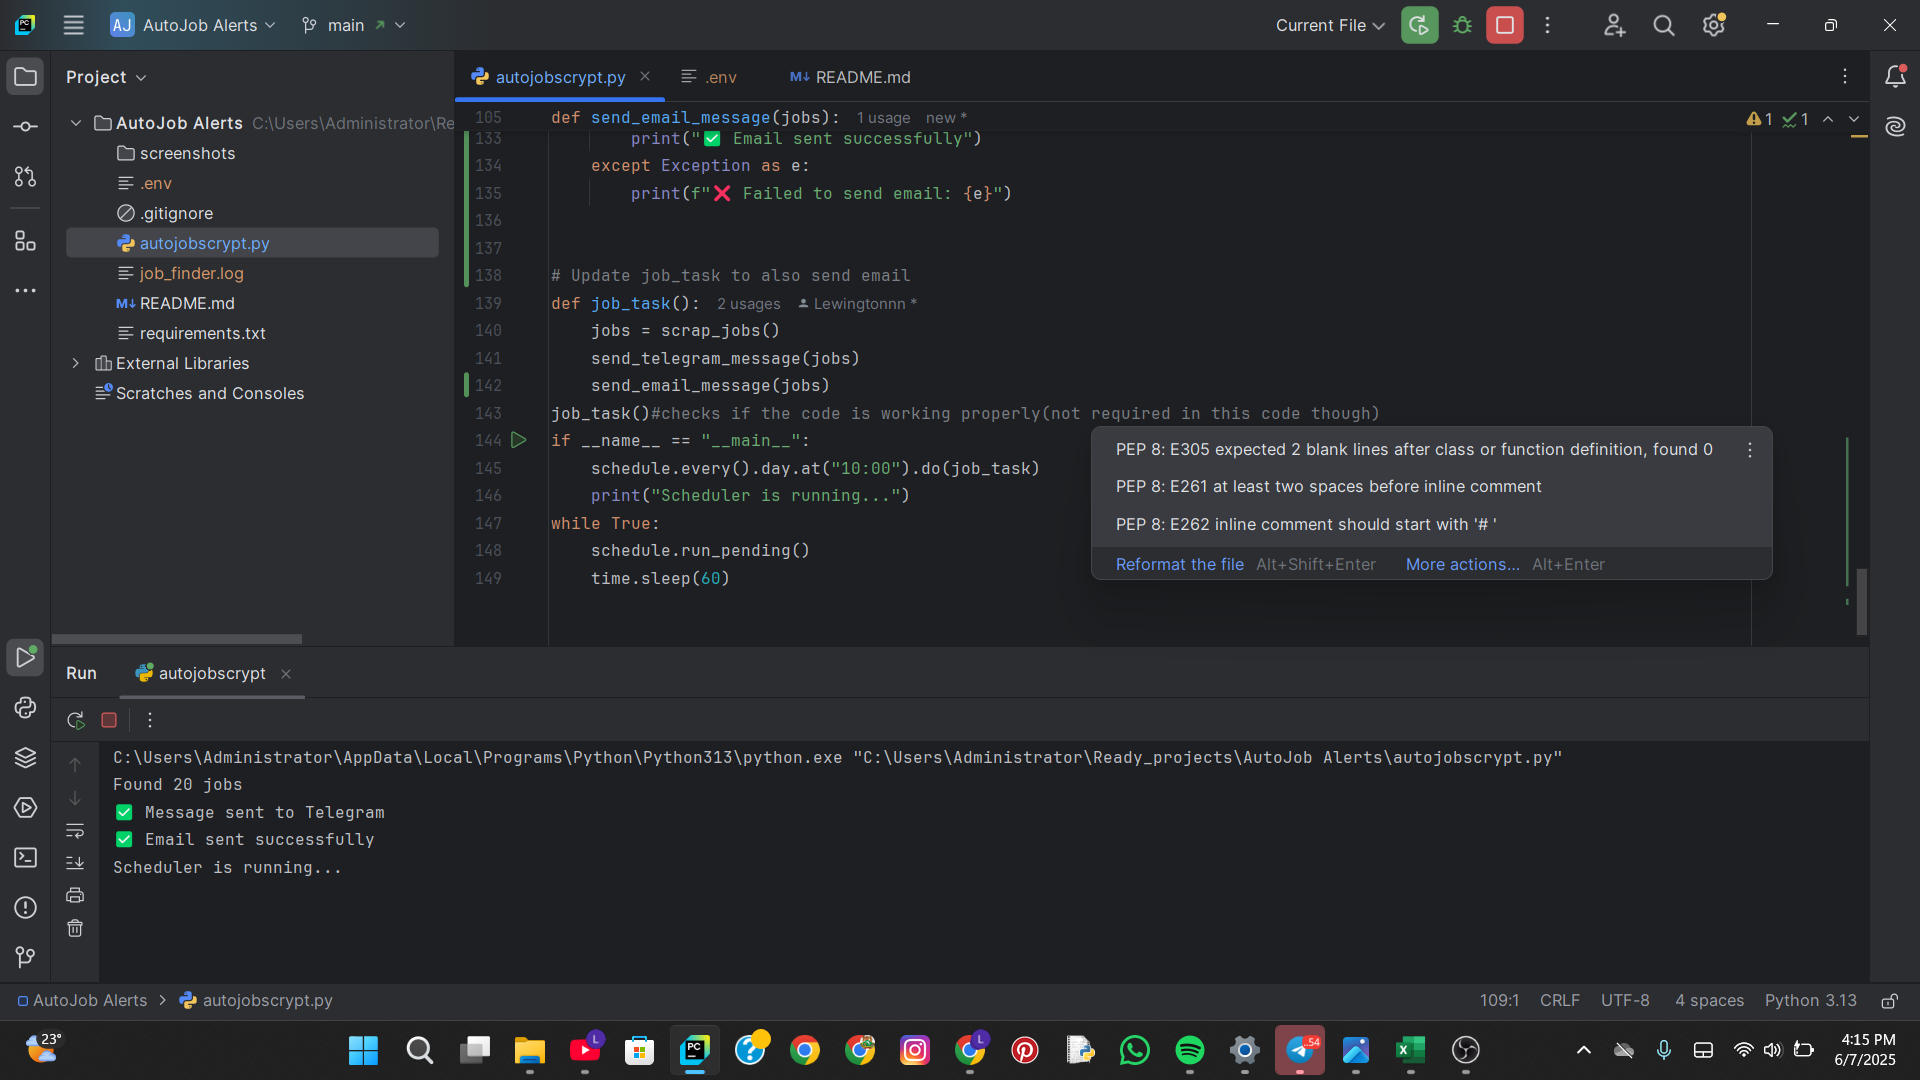 AJ AutoJob Alerts main Current File
Project
AutoJob Alerts C:\Users\Administrator\Re
screenshots
.env
.gitignore
autojobscrypt.py
job_finder.log
M↓ README.md
requirements.txt
External Libraries
Scratches and Consoles
autojobscrypt.py .env M↓ README.md
105 def send_email_message(jobs): 1 usage new *
1 1
133 print("✅ Email sent successfully")
134 except Exception as e:
135 print(f"❌ Failed to send email: {e}")
136
137
138 # Update job_task to also send email
139 def job_task(): 2 usages Lewingtonnn *
140 jobs = scrap_jobs()
141 send_telegram_message(jobs)
142 send_email_message(jobs)
143 job_task()#checks if the code is working properly(not required in this code though)
144 if __name__ == "__main__":
145 schedule.every().day.at("10:00").do(job_task)
146 print("Scheduler is running...")
147 while True:
148 schedule.run_pending()
149 time.sleep(60)
PEP 8: E305 expected 2 blank lines after class or function definition, found 0
PEP 8: E261 at least two spaces before inline comment
PEP 8: E262 inline comment should start with '# '
Reformat the file Alt+Shift+Enter More actions... Alt+Enter
Run autojobscrypt
C:\Users\Administrator\AppData\Local\Programs\Python\Python313\python.exe "C:\Users\Administrator\Ready_projects\AutoJob Alerts\autojobscrypt.py"
Found 20 jobs
✅ Message sent to Telegram
✅ Email sent successfully
Scheduler is running...
AutoJob Alerts > autojobscrypt.py 109:1 CRLF UTF-8 4 spaces Python 3.13
23°
PC
L
L
..54
4:15 PM
6/7/2025